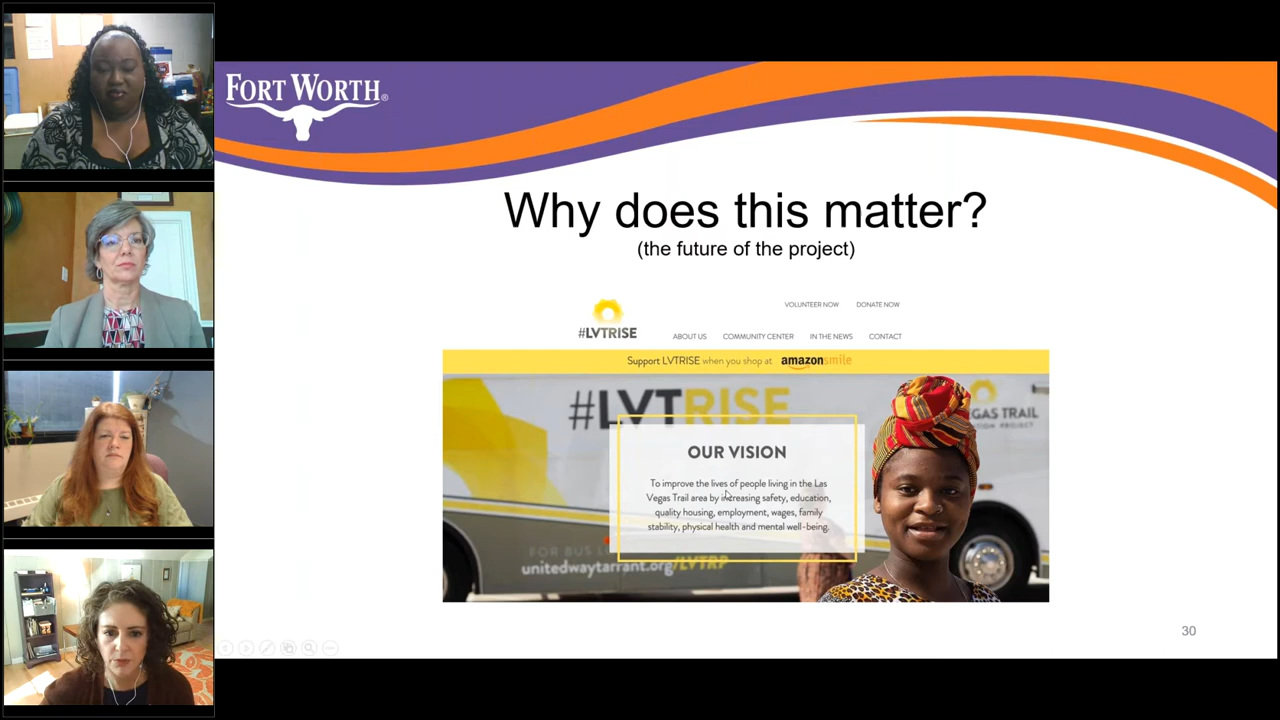 FORT WORTH®
Why does this matter?
(the future of the project)
VOLUNTEER NOW DONATE NOW
#LVTRISE
ABOUT US COMMUNITY CENTER IN THE NEWS CONTACT
Support LVTRISE when you shop at amazonsmile
#LVTRISE
GAS TRAIL
PROJECT
OUR VISION
To improve the lives of people living in the Las
Vegas Trail area by increasing safety, education,
quality housing, employment, wages, family
stability, physical health and mental well-being.
FOR BUS
unitedwaytarrant.org/LVTRP
30